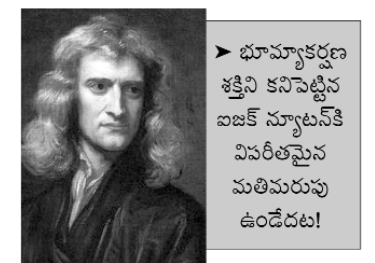 ➤ భూమ్యాకర్షణ
శక్తిని కనిపెట్టిన
ఐజక్ న్యూటన్‌కి
విపరీతమైన
మతిమరుపు
ఉండేదట!